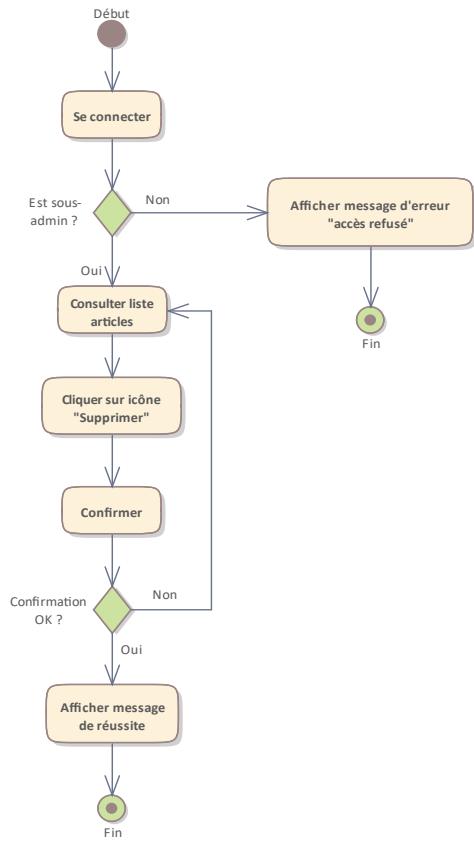 Début
Se connecter
Est sous-
admin ?
Non
Afficher message d'erreur
"accès refusé"
Oui
Fin
Consulter liste
articles
Cliquer sur icône
"Supprimer"
Confirmer
Confirmation
OK ?
Non
Oui
Afficher message
de réussite
Fin